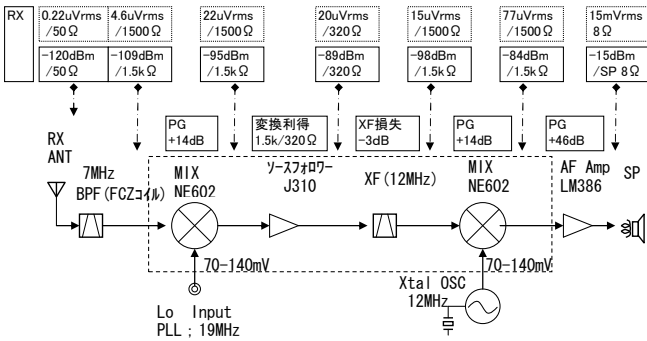 RX
0.22uVrms
/50Ω
4.6uVrms
/1500Ω
22uVrms
/1500Ω
20uVrms
/320Ω
15uVrms
/1500Ω
77uVrms
/1500Ω
15mVrms
8Ω
-120dBm
/50Ω
-109dBm
/1.5kΩ
-95dBm
/1.5kΩ
-89dBm
/320Ω
-98dBm
/1.5kΩ
-84dBm
/1.5kΩ
-15dBm
/SP 8Ω
PG
+14dB
変換利得
1.5k/320Ω
XF損失
-3dB
PG
+14dB
PG
+46dB
RX
ANT
7MHz
BPF(FCZコイル)
MIX
NE602
ソースフォロワー
J310
XF(12MHz)
MIX
NE602
AF Amp
LM386
SP
70-140mV
70-140mV
Lo Input
PLL ; 19MHz
Xtal OSC
12MHz